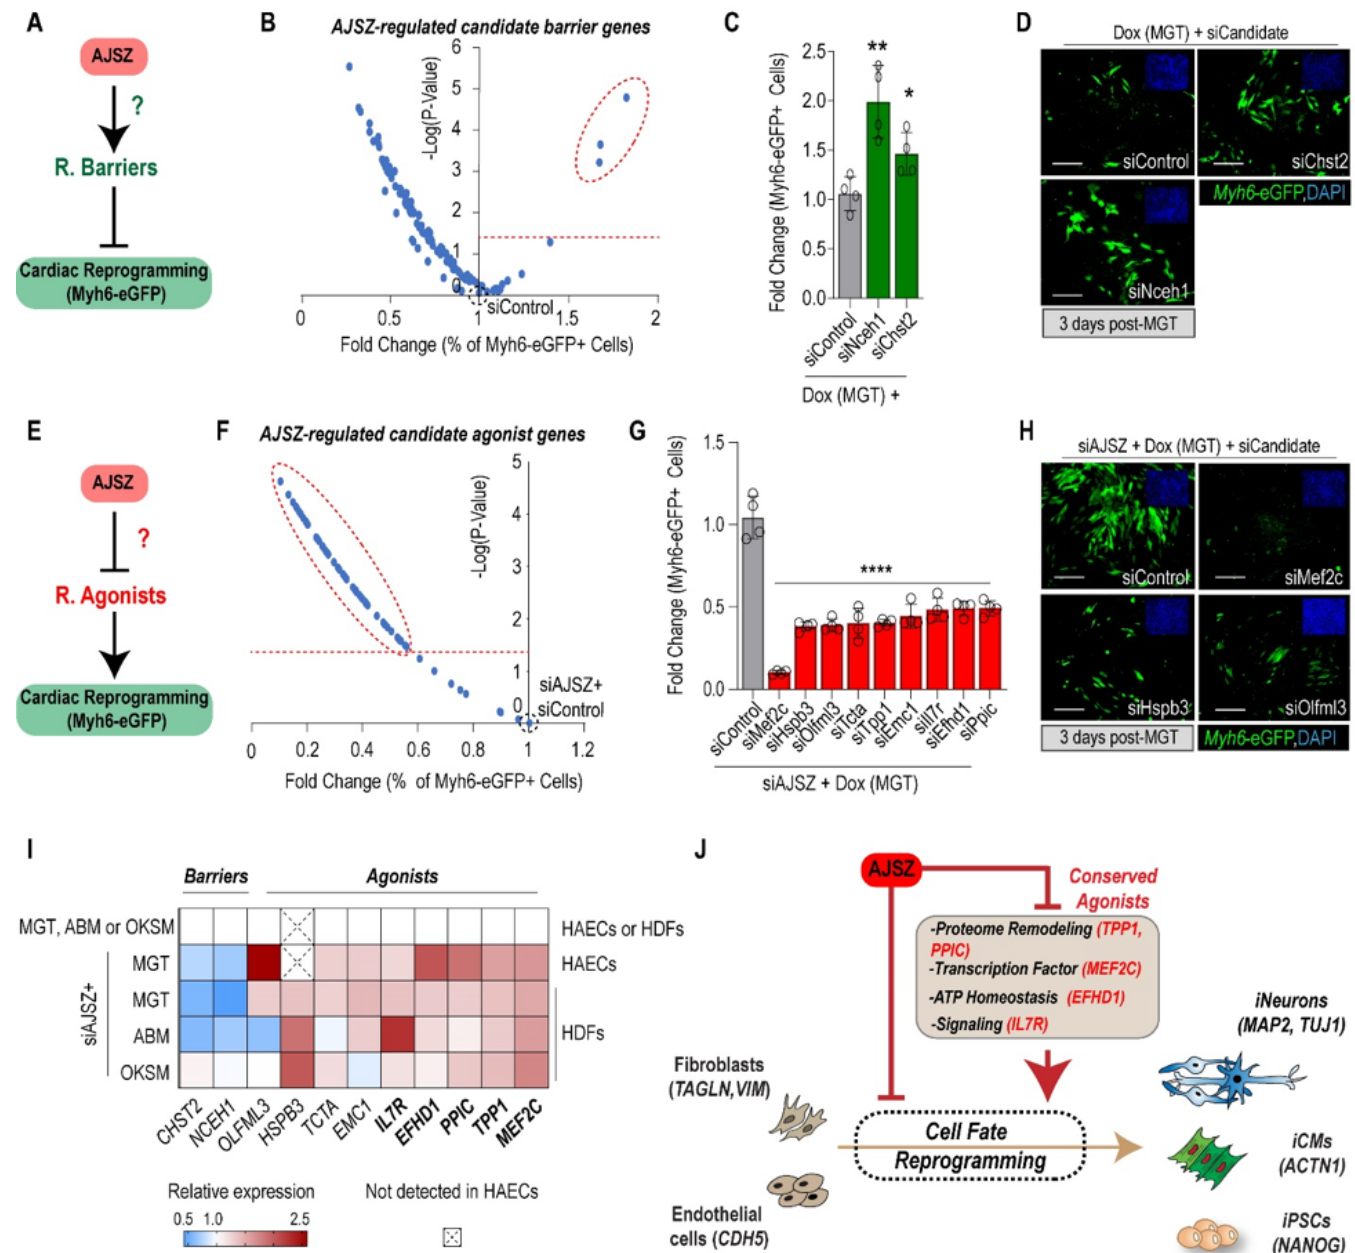 A
AJSZ
?
R. Barriers
Cardiac Reprogramming
(Myh6-eGFP)
B
AJSZ-regulated candidate barrier genes
-Log(P-Value)
6
5
4
3
2
1
0
siControl
0
0.5
1
1.5
2
Fold Change (% of Myh6-eGFP+ Cells)
C
Fold Change (Myh6-eGFP+ Cells)
2.5
2.0
1.5
1.0
0.5
0.0
**
*
siControl
siNceh1
siChst2
Dox (MGT) +
D
Dox (MGT) + siCandidate
siControl
siChst2
siNceh1
Myh6-eGFP,DAPI
3 days post-MGT
E
AJSZ
?
R. Agonists
Cardiac Reprogramming
(Myh6-eGFP)
F
AJSZ-regulated candidate agonist genes
-Log(P-Value)
5
4
3
2
1
0
siAJSZ+
siControl
0
0.2
0.4
0.6
0.8
1
1.2
Fold Change (% of Myh6-eGFP+ Cells)
G
Fold Change (Myh6-eGFP+ Cells)
1.5
1.0
0.5
0.0
****
siControl
siMef2c
siHspb3
siOlfml3
siTcta
siTpp1
siEmc1
siIl7r
siEfhd1
siPpic
siAJSZ + Dox (MGT)
H
siAJSZ + Dox (MGT) + siCandidate
siControl
siMef2c
siHspb3
siOlfml3
3 days post-MGT
Myh6-eGFP,DAPI
I
Barriers
Agonists
MGT, ABM or OKSM
HAECs or HDFs
siAJSZ+
MGT
HAECs
MGT
ABM
HDFs
OKSM
CHST2
NCEH1
OLFML3
HSPB3
TCTA
EMC1
IL7R
EFHD1
PPIC
TPP1
MEF2C
Relative expression
0.5
1.0
2.5
Not detected in HAECs
J
AJSZ
Conserved
Agonists
-Proteome Remodeling (TPP1,
PPIC)
-Transcription Factor (MEF2C)
-ATP Homeostasis (EFHD1)
-Signaling (IL7R)
Fibroblasts
(TAGLN,VIM)
Endothelial
cells (CDH5)
Cell Fate
Reprogramming
iNeurons
(MAP2, TUJ1)
iCMs
(ACTN1)
iPSCs
(NANOG)